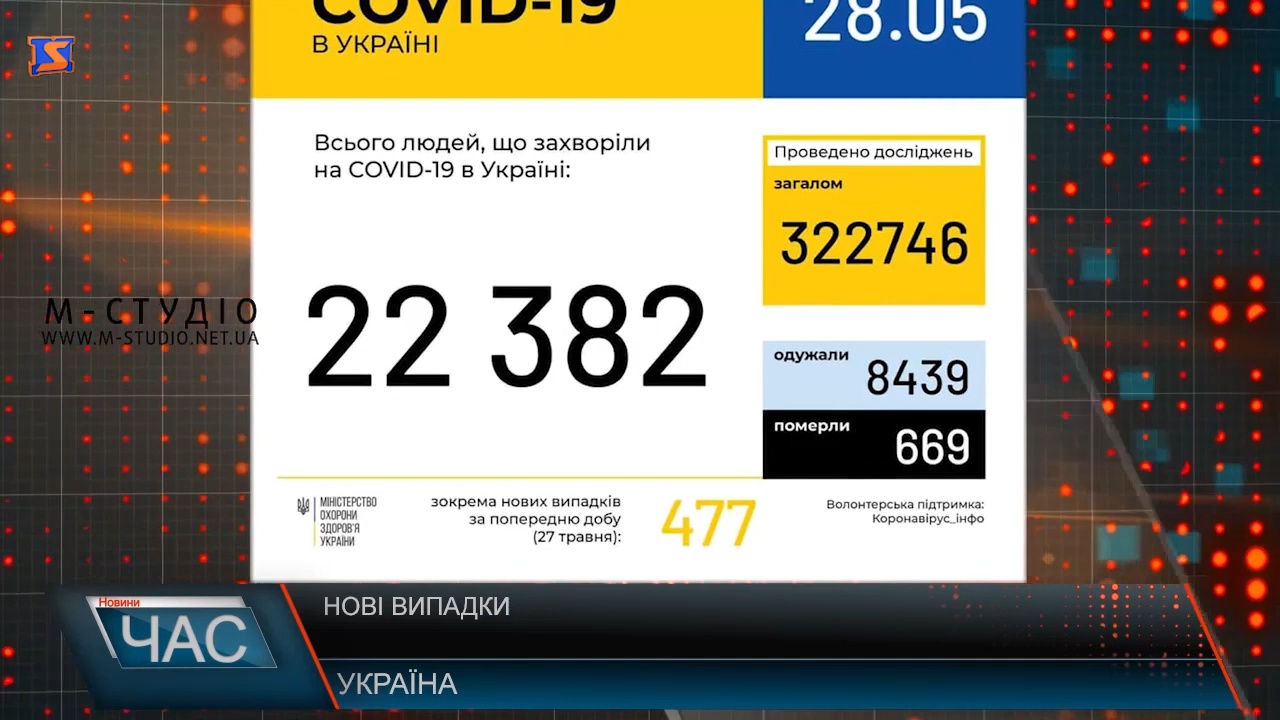 COVID-19
В УКРАЇНІ
28.05
Всього людей, що захворіли
на COVID-19 в Україні:
22 382
Проведено досліджень
загалом
322746
одужали
8439
померли
669
М-СТУДІО
WWW.M-STUDIO.NET.UA
МІНІСТЕРСТВО
ОХОРОНИ
ЗДОРОВ'Я
УКРАЇНИ
зокрема нових випадків
за попередню добу
(27 травня):
477
Волонтерська підтримка:
Коронавірус_інфо
Новини
ЧАС
НОВІ ВИПАДКИ
УКРАЇНА